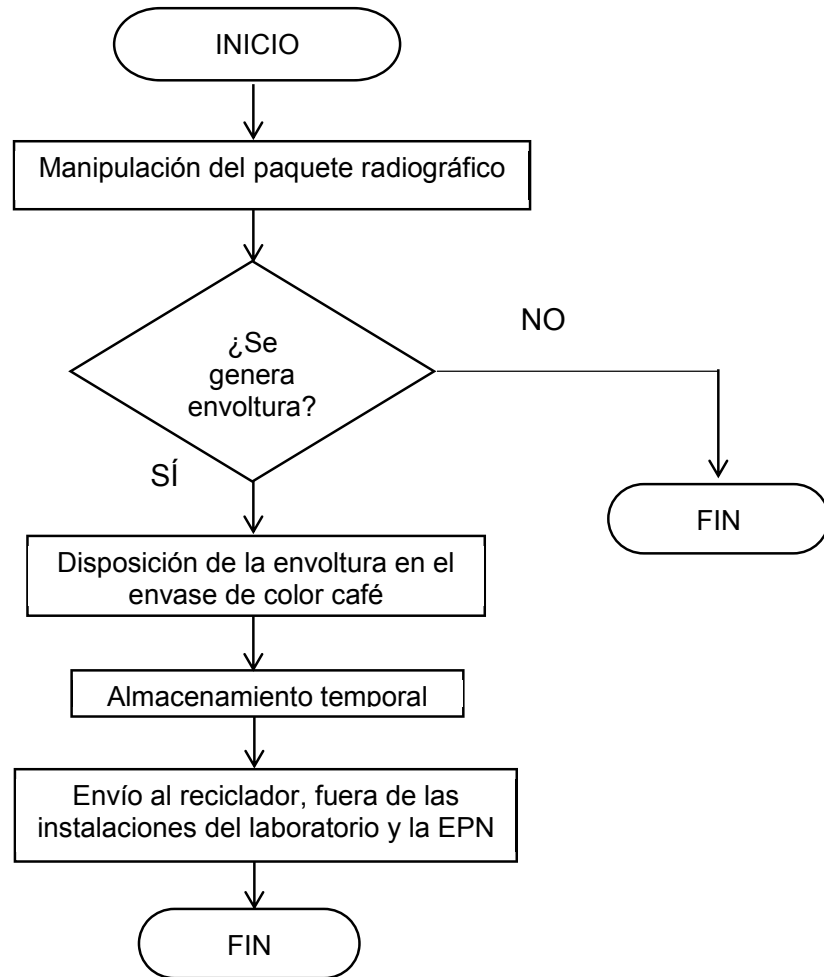 INICIO
Manipulación del paquete radiográfico
¿Se
genera
envoltura?
NO
SÍ
FIN
Disposición de la envoltura en el
envase de color café
Almacenamiento temporal
Envío al reciclador, fuera de las
instalaciones del laboratorio y la EPN
FIN